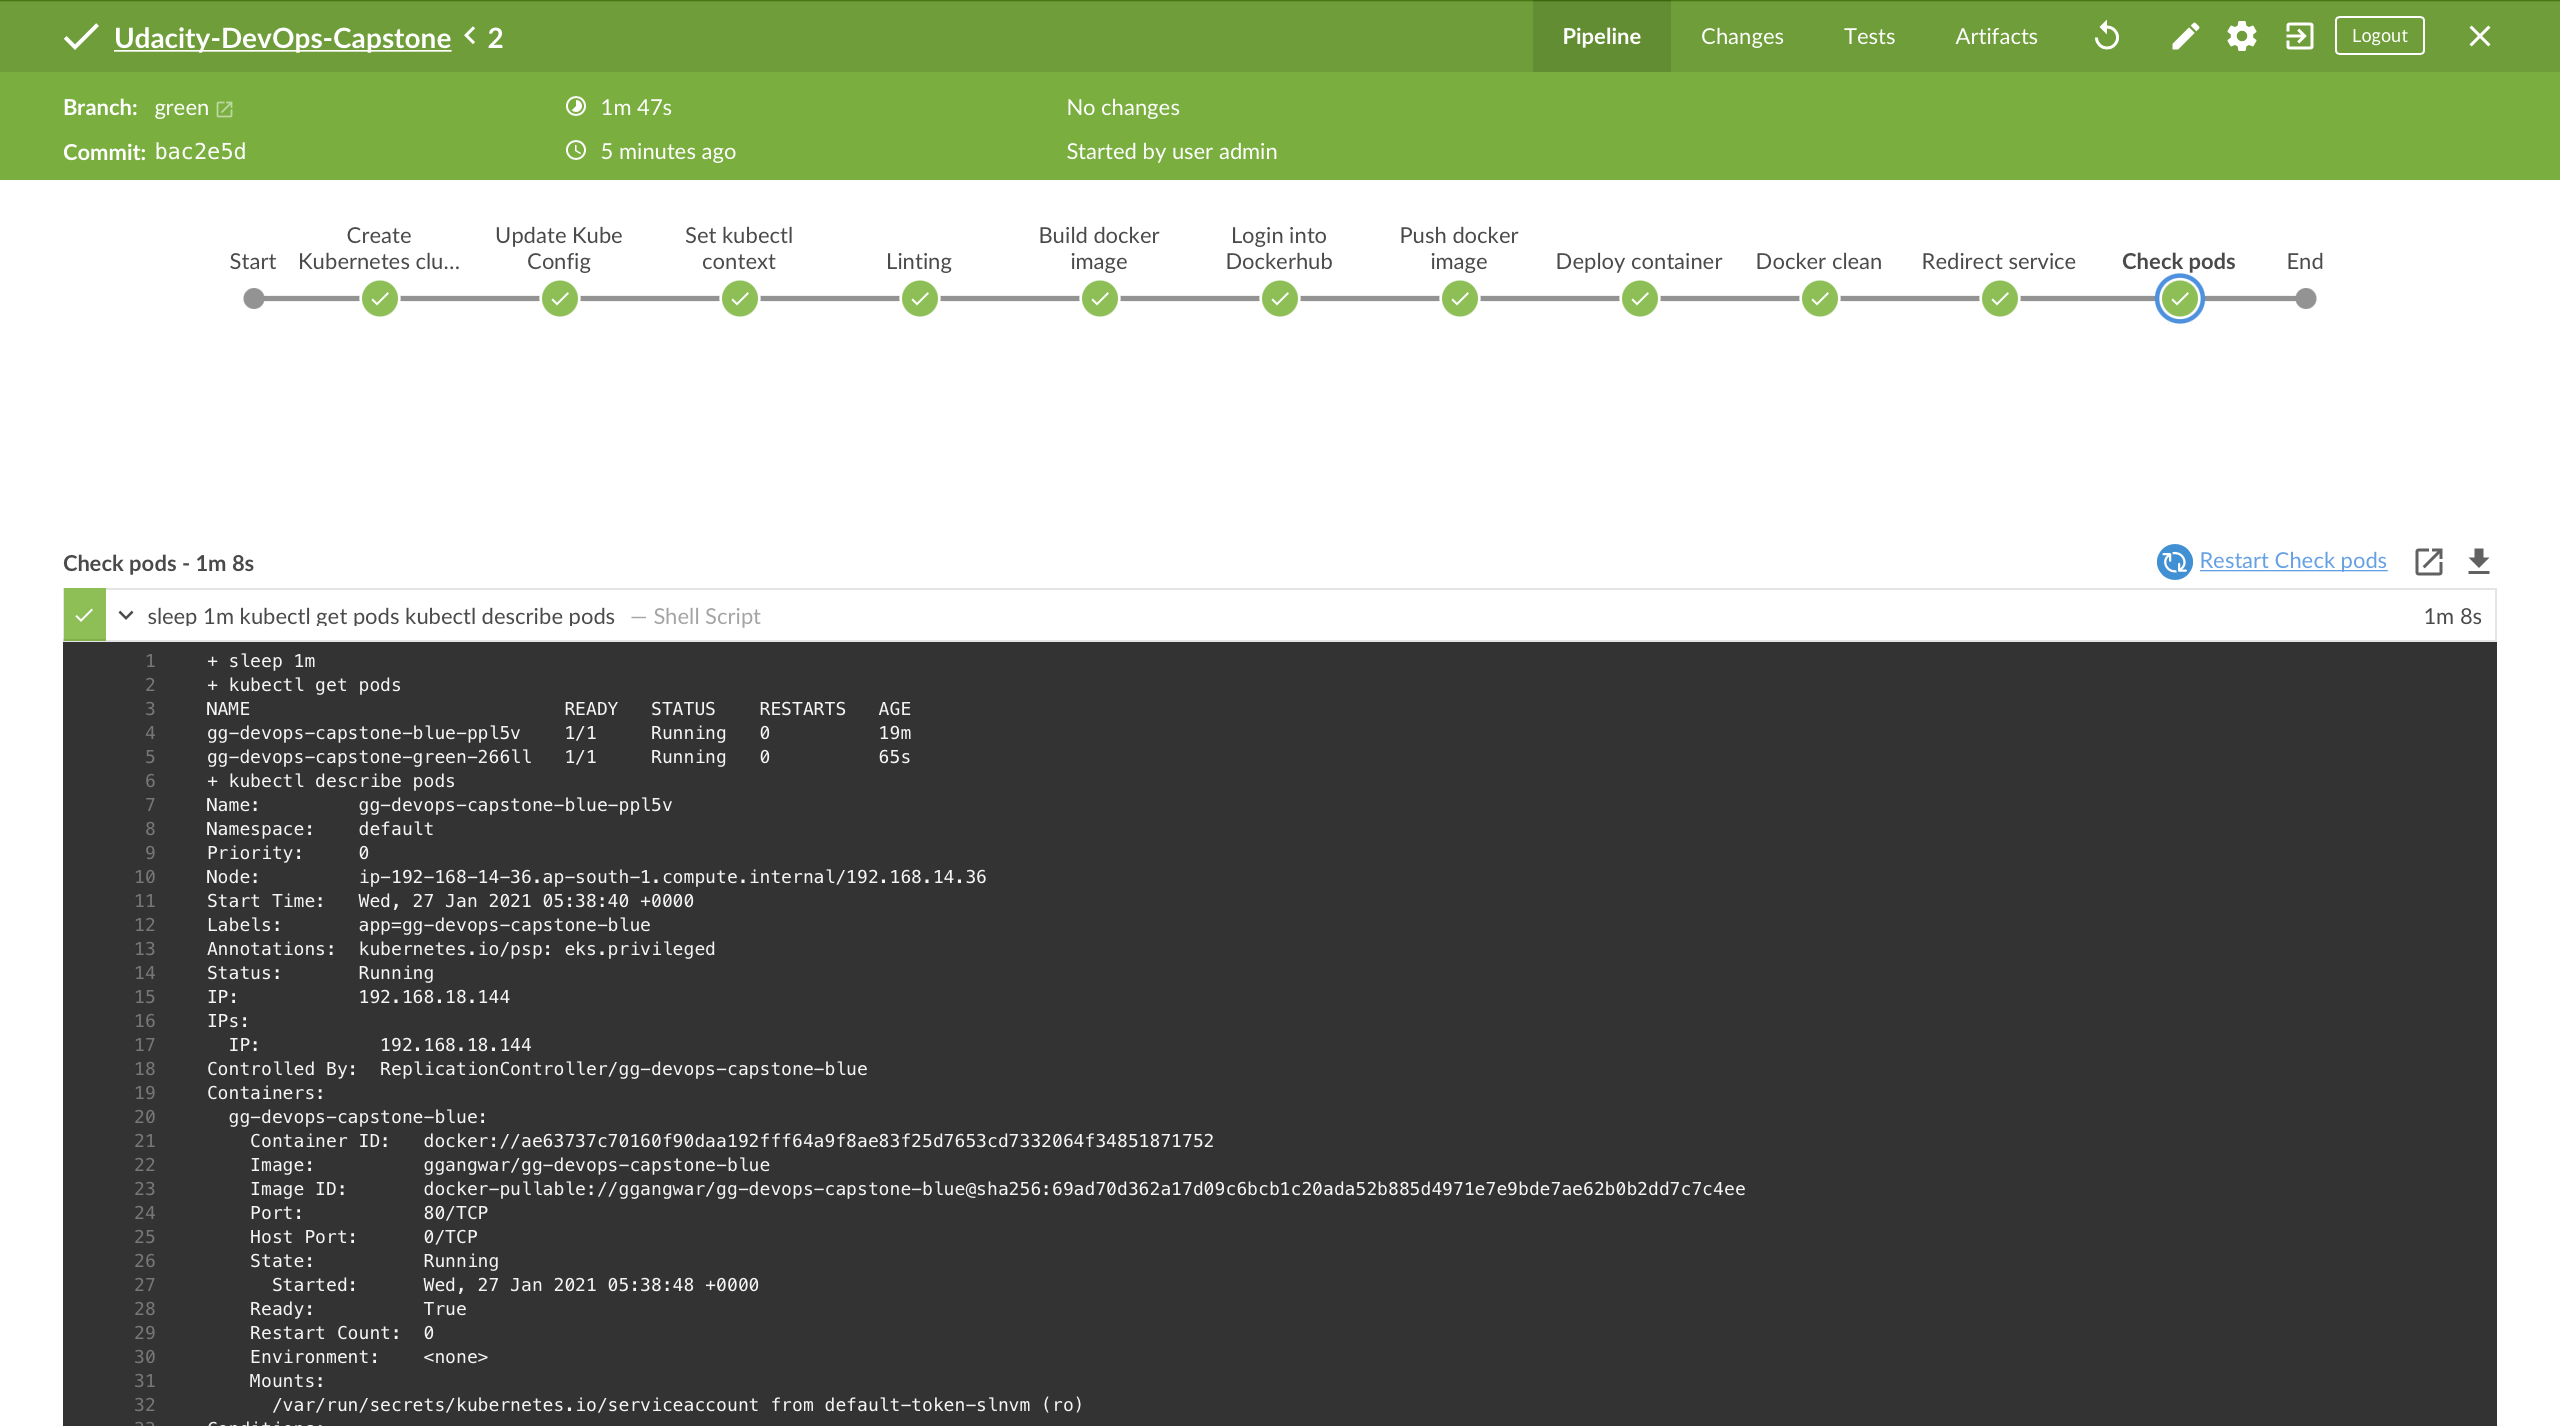 Udacity-DevOps-Capstone < 2
Pipeline Changes Tests Artifacts Logout
Branch: green 1m 47s No changes
Commit: bac2e5d 5 minutes ago Started by user admin
Start
Create
Kubernetes clu...
Update Kube
Config
Set kubectl
context
Linting
Build docker
image
Login into
Dockerhub
Push docker
image
Deploy container
Docker clean
Redirect service
Check pods
End
Check pods - 1m 8s Restart Check pods
sleep 1m kubectl get pods kubectl describe pods — Shell Script 1m 8s
1 + sleep 1m
2 + kubectl get pods
3 NAME READY STATUS RESTARTS AGE
4 gg-devops-capstone-blue-ppl5v 1/1 Running 0 19m
5 gg-devops-capstone-green-266ll 1/1 Running 0 65s
6 + kubectl describe pods
7 Name: gg-devops-capstone-blue-ppl5v
8 Namespace: default
9 Priority: 0
10 Node: ip-192-168-14-36.ap-south-1.compute.internal/192.168.14.36
11 Start Time: Wed, 27 Jan 2021 05:38:40 +0000
12 Labels: app=gg-devops-capstone-blue
13 Annotations: kubernetes.io/psp: eks.privileged
14 Status: Running
15 IP: 192.168.18.144
16 IPs:
17 IP: 192.168.18.144
18 Controlled By: ReplicationController/gg-devops-capstone-blue
19 Containers:
20 gg-devops-capstone-blue:
21 Container ID: docker://ae63737c70160f90daa192fff64a9f8ae83f25d7653cd7332064f34851871752
22 Image: ggangwar/gg-devops-capstone-blue
23 Image ID: docker-pullable://ggangwar/gg-devops-capstone-blue@sha256:69ad70d362a17d09c6bcb1c20ada52b885d4971e7e9bde7ae62b0b2dd7c7c4ee
24 Port: 80/TCP
25 Host Port: 0/TCP
26 State: Running
27 Started: Wed, 27 Jan 2021 05:38:48 +0000
28 Ready: True
29 Restart Count: 0
30 Environment: <none>
31 Mounts:
32 /var/run/secrets/kubernetes.io/serviceaccount from default-token-slnvm (ro)